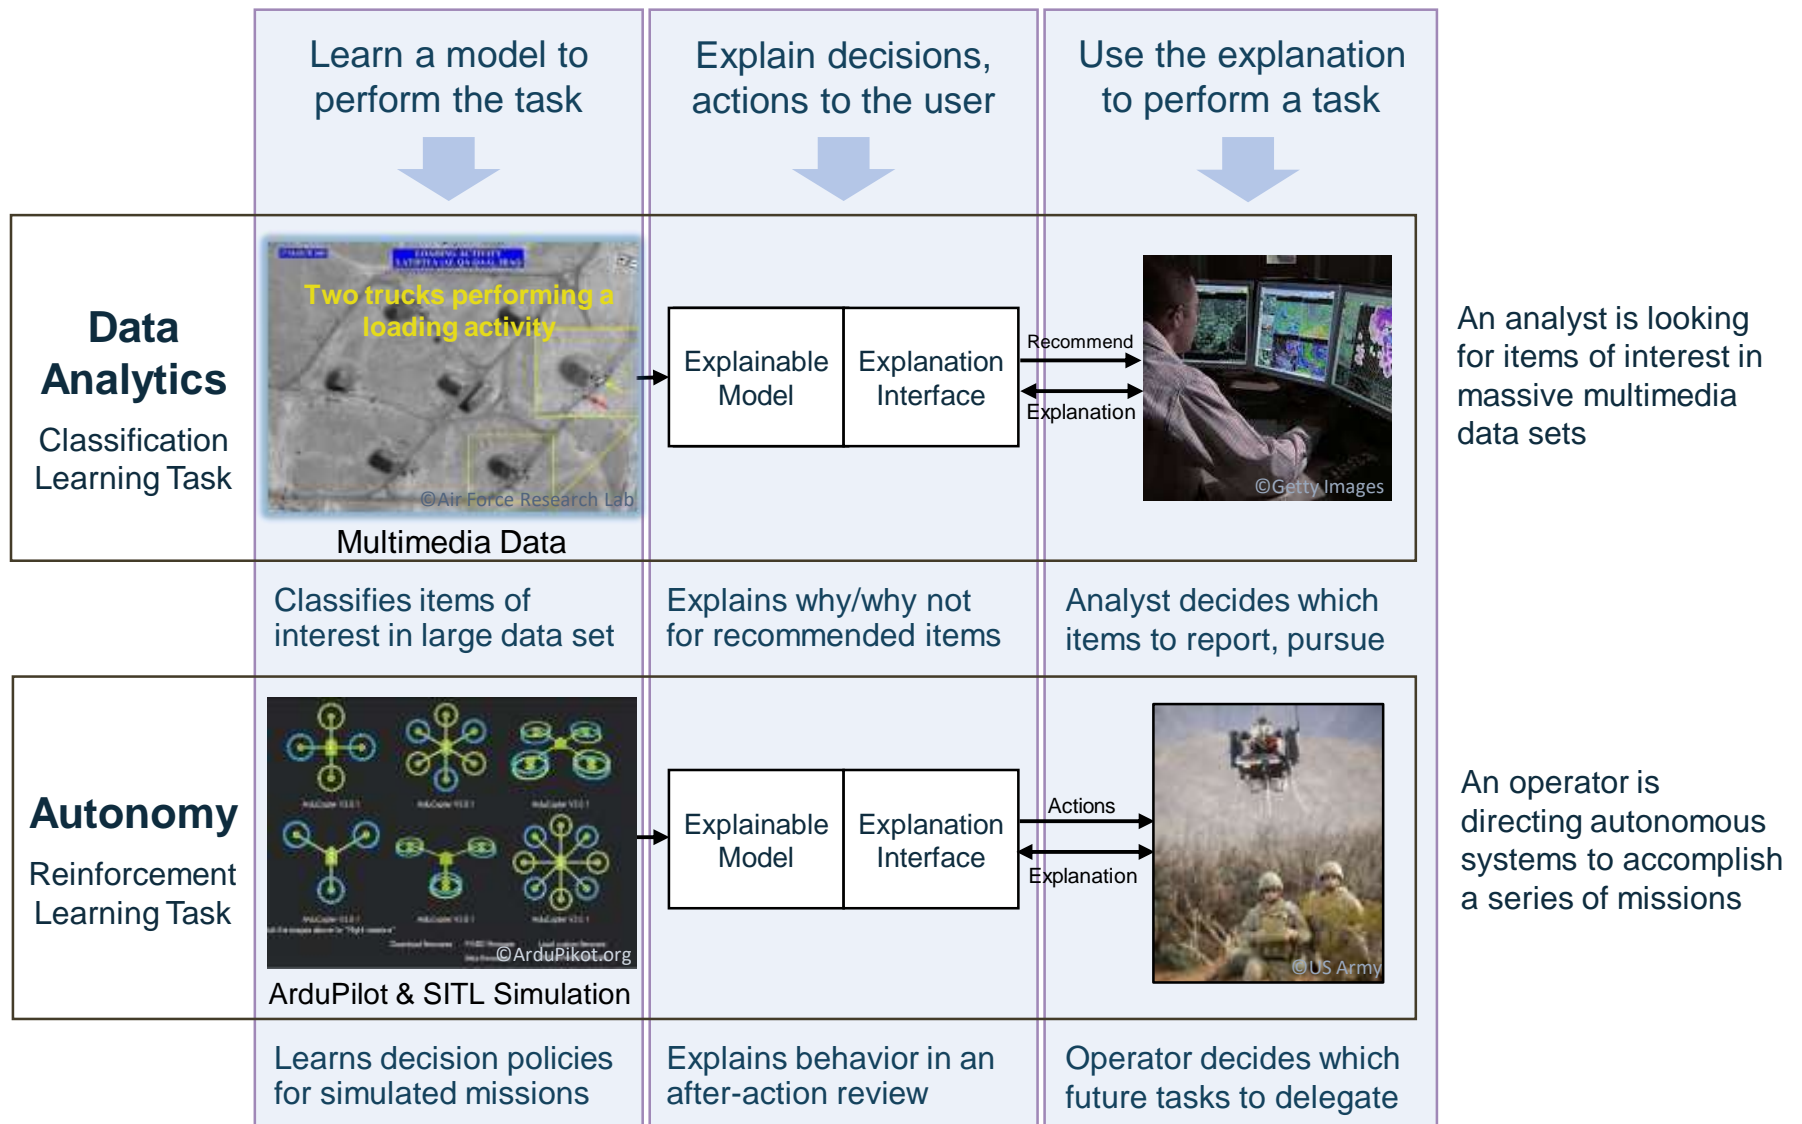 Learn a model to
perform the task
Explain decisions,
actions to the user
Use the explanation
to perform a task
Data
Analytics
Classification
Learning Task
LOADING ACTIVITY
Two trucks performing a
loading activity
©Air Force Research Lab
Multimedia Data
Explainable
Model
Explanation
Interface
Recommend
Explanation
©Getty Images
An analyst is looking
for items of interest in
massive multimedia
data sets
Classifies items of
interest in large data set
Explains why/why not
for recommended items
Analyst decides which
items to report, pursue
Autonomy
Reinforcement
Learning Task
©ArduPikot.org
ArduPilot & SITL Simulation
Explainable
Model
Explanation
Interface
Actions
Explanation
©US Army
An operator is
directing autonomous
systems to accomplish
a series of missions
Learns decision policies
for simulated missions
Explains behavior in an
after-action review
Operator decides which
future tasks to delegate